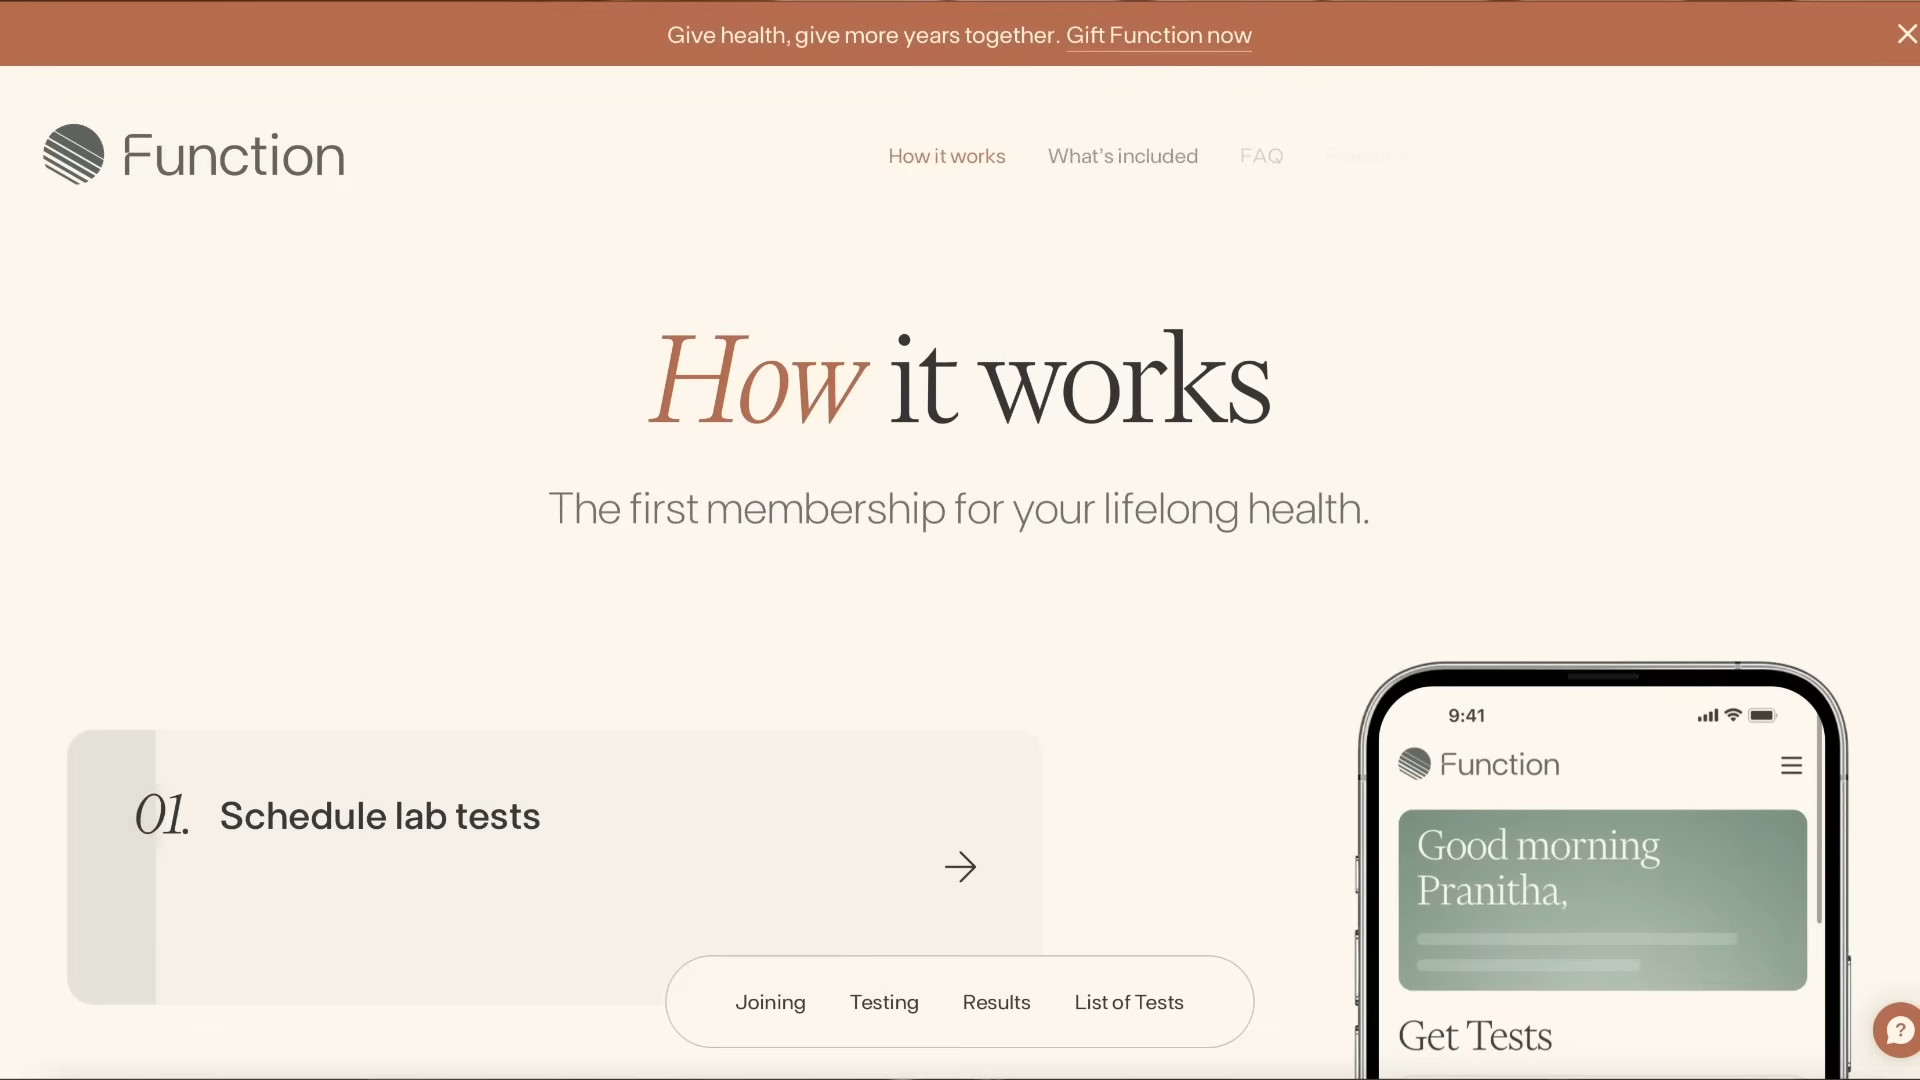 Give health, give more years together. Gift Function now
Function
How it works
What's included
FAQ
How it works
The first membership for your lifelong health.
01. Schedule lab tests
Joining
Testing
Results
List of Tests
9:41
Function
Good morning
Pranitha,
Get Tests